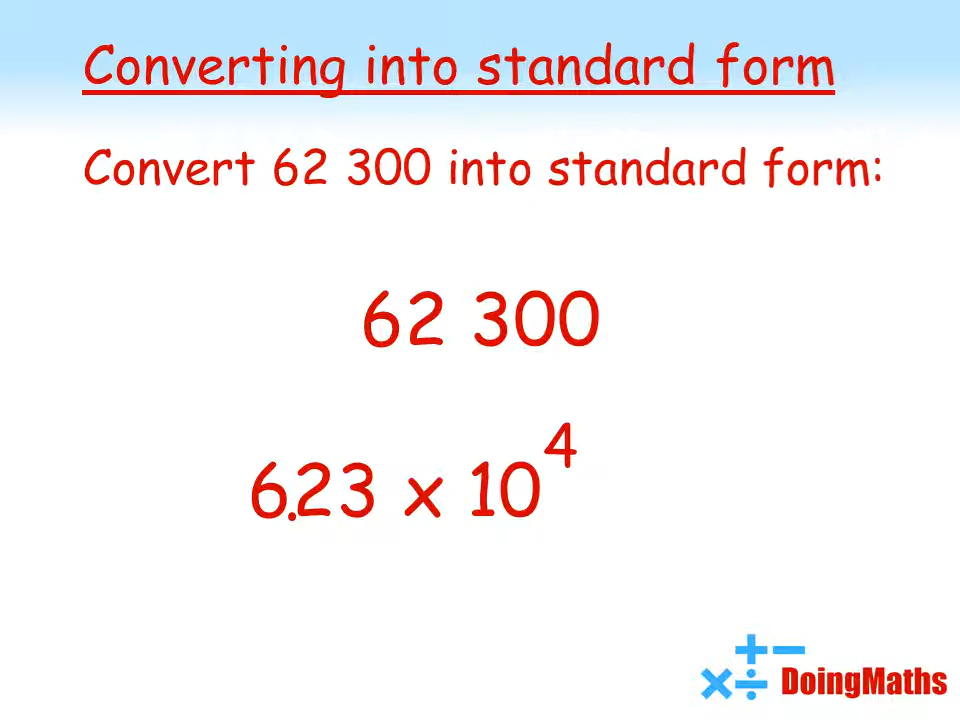 Converting into standard form
Convert 62 300 into standard form:
62 300
6.23 x 10⁴
DoingMaths